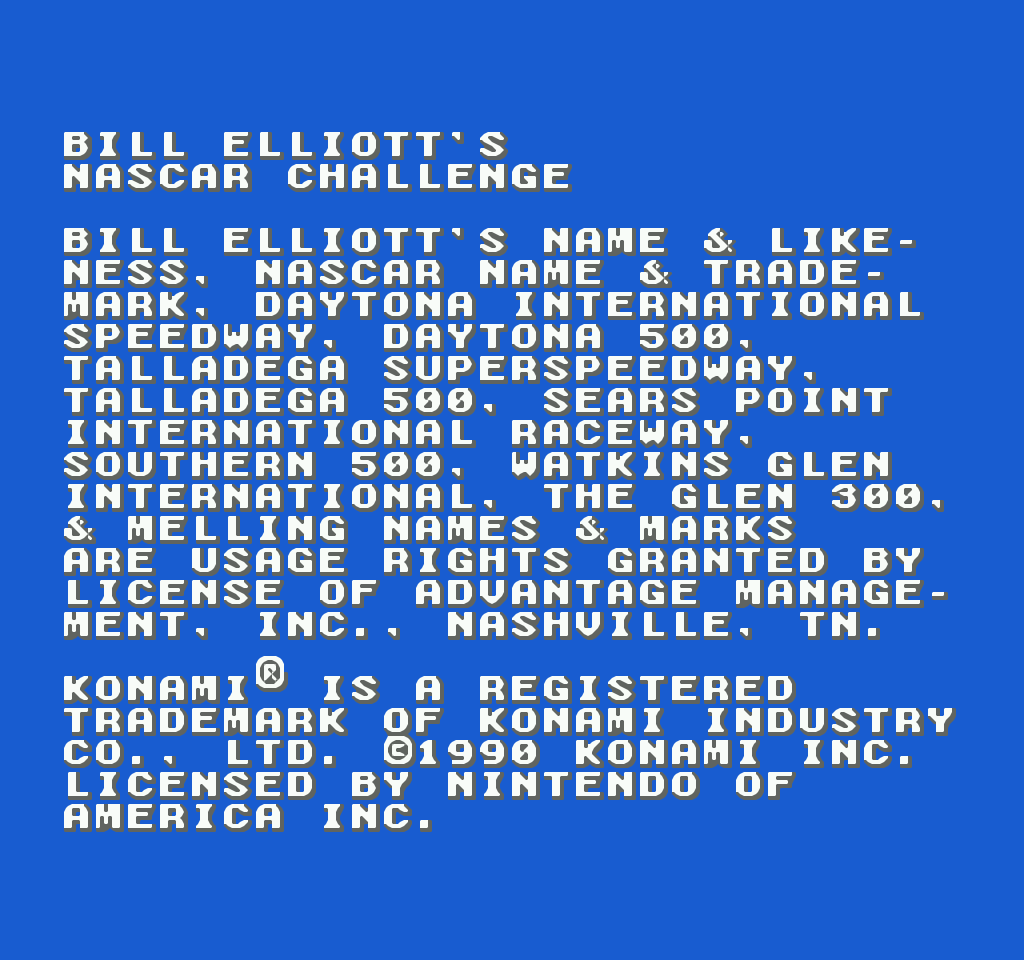 BILL ELLIOTT'S
NASCAR CHALLENGE
BILL ELLIOTT'S NAME & LIKE-
NESS, NASCAR NAME & TRADE-
MARK, DAYTONA INTERNATIONAL
SPEEDWAY, DAYTONA 500,
TALLADEGA SUPERSPEEDWAY,
TALLADEGA 500, SEARS POINT
INTERNATIONAL RACEWAY,
SOUTHERN 500, WATKINS GLEN
INTERNATIONAL, THE GLEN 300,
& MELLING NAMES & MARKS
ARE USAGE RIGHTS GRANTED BY
LICENSE OF ADVANTAGE MANAGE-
MENT, INC., NASHVILLE, TN.
KONAMI® IS A REGISTERED
TRADEMARK OF KONAMI INDUSTRY
CO., LTD. ©1990 KONAMI INC.
LICENSED BY NINTENDO OF
AMERICA INC.